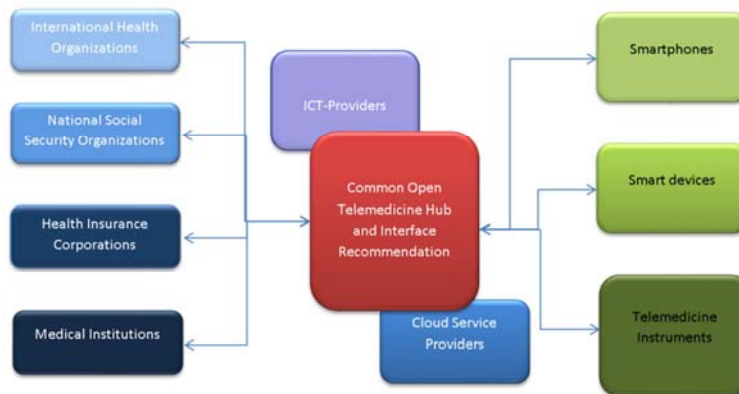 International Health
Organizations
National Social
Security Organizations
Health Insurance
Corporations
Medical Institutions
ICT-Providers
Common Open
Telemedicine Hub
and Interface
Recommendation
Cloud Service
Providers
Smartphones
Smart devices
Telemedicine
Instruments